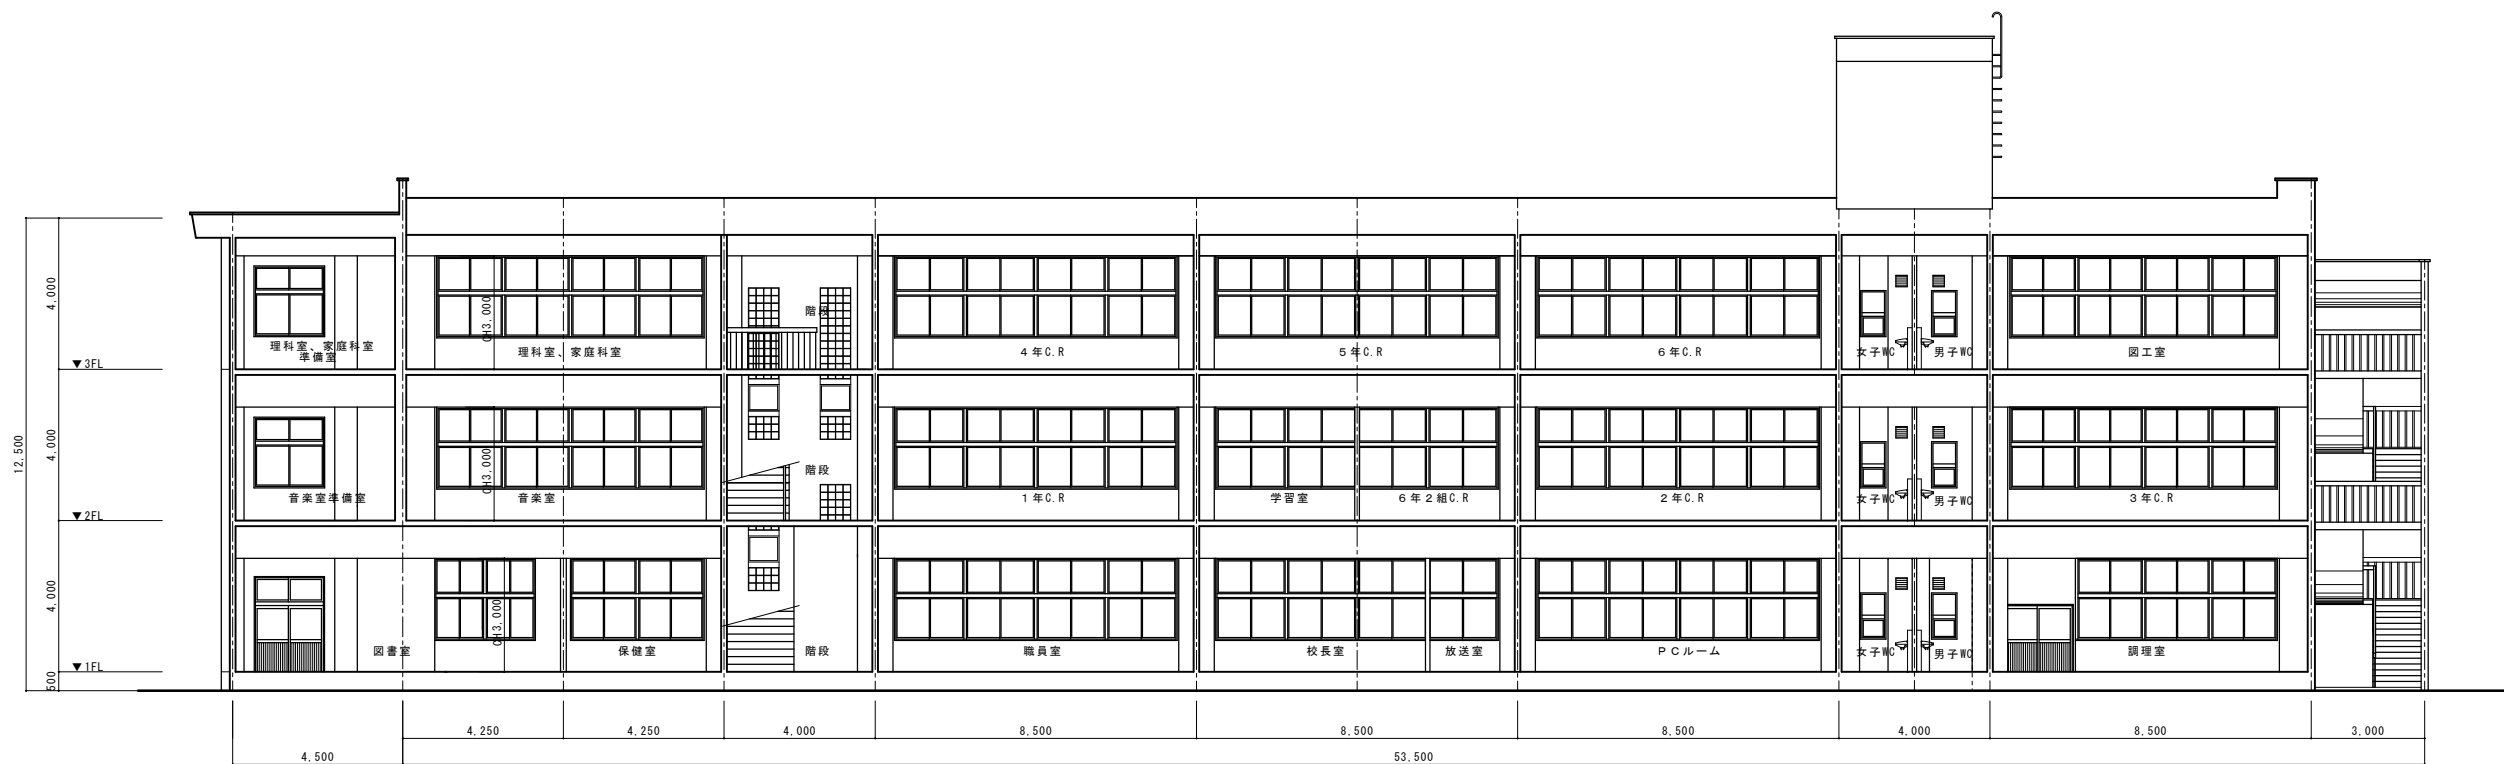 階段
理科室、家庭科室
準備室
理科室、家庭科室
CH3,000
4年C.R
5年C.R
6年C.R
女子WC
男子WC
図工室
▼3FL
4,000
階段
音楽室準備室
音楽室
CH3,000
1年C.R
学習室
6年2組C.R
2年C.R
女子WC
男子WC
3年C.R
▼2FL
4,000
12,500
図書室
CH3,000
保健室
階段
職員室
校長室
放送室
PCルーム
女子WC
男子WC
調理室
▼1FL
4,000
500
4,250
4,250
4,000
8,500
8,500
8,500
4,000
8,500
3,000
4,500
53,500